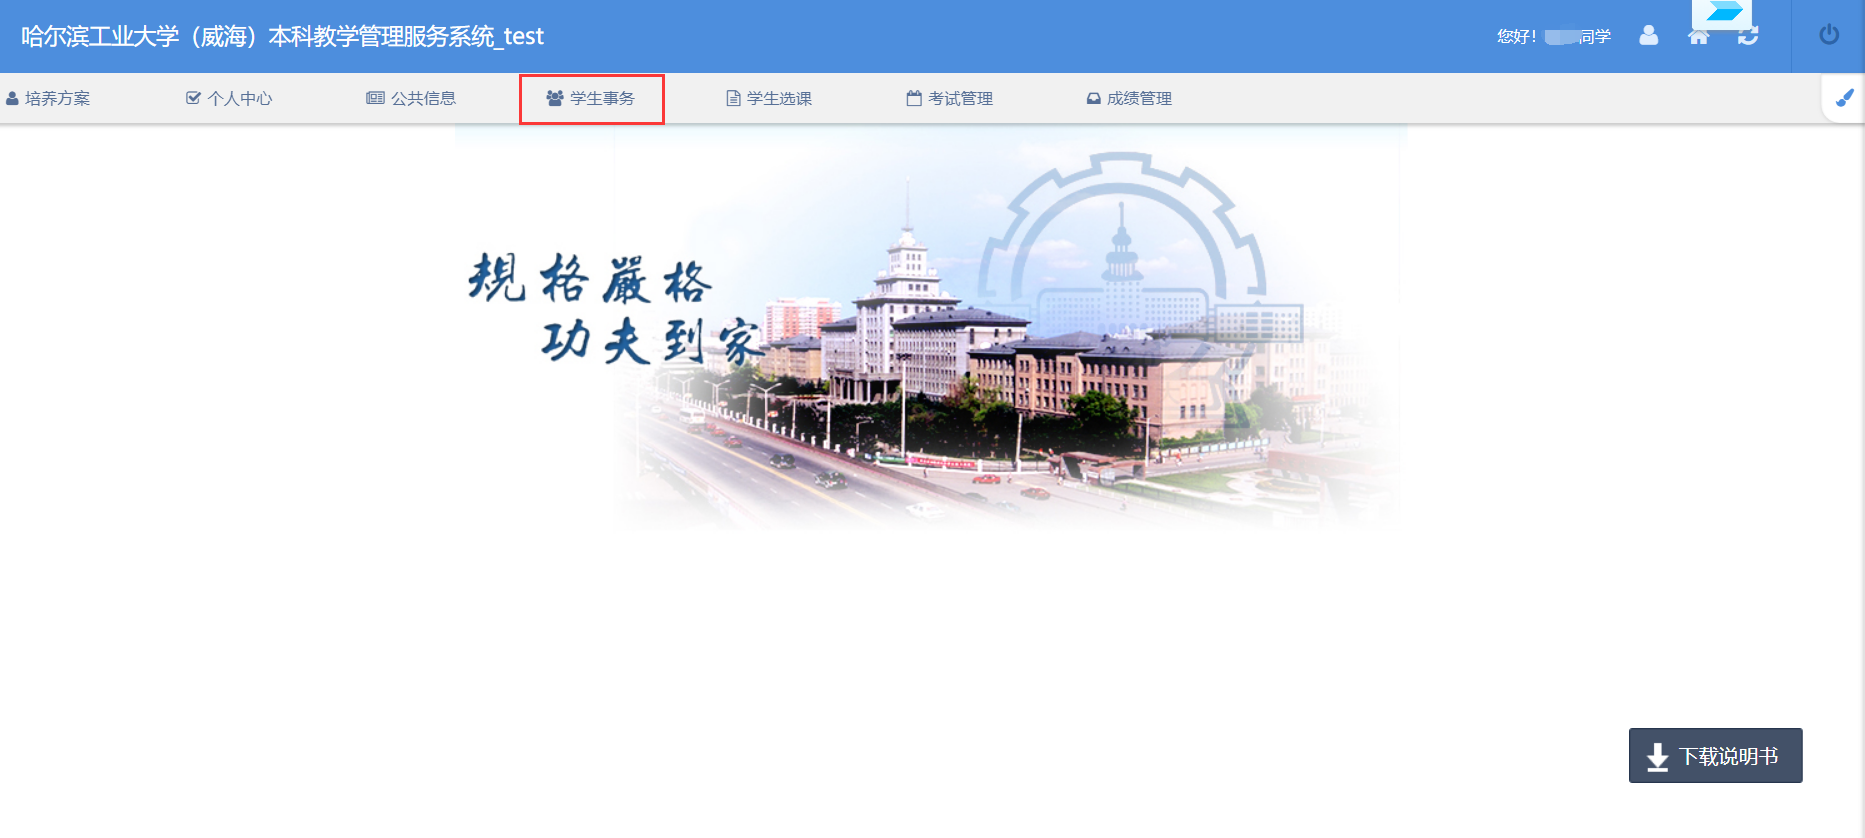 哈尔滨工业大学（威海）本科教学管理服务系统_test
您好！ 同学
培养方案 个人中心 公共信息 学生事务 学生选课 考试管理 成绩管理
規格嚴格
功夫到家
下载说明书